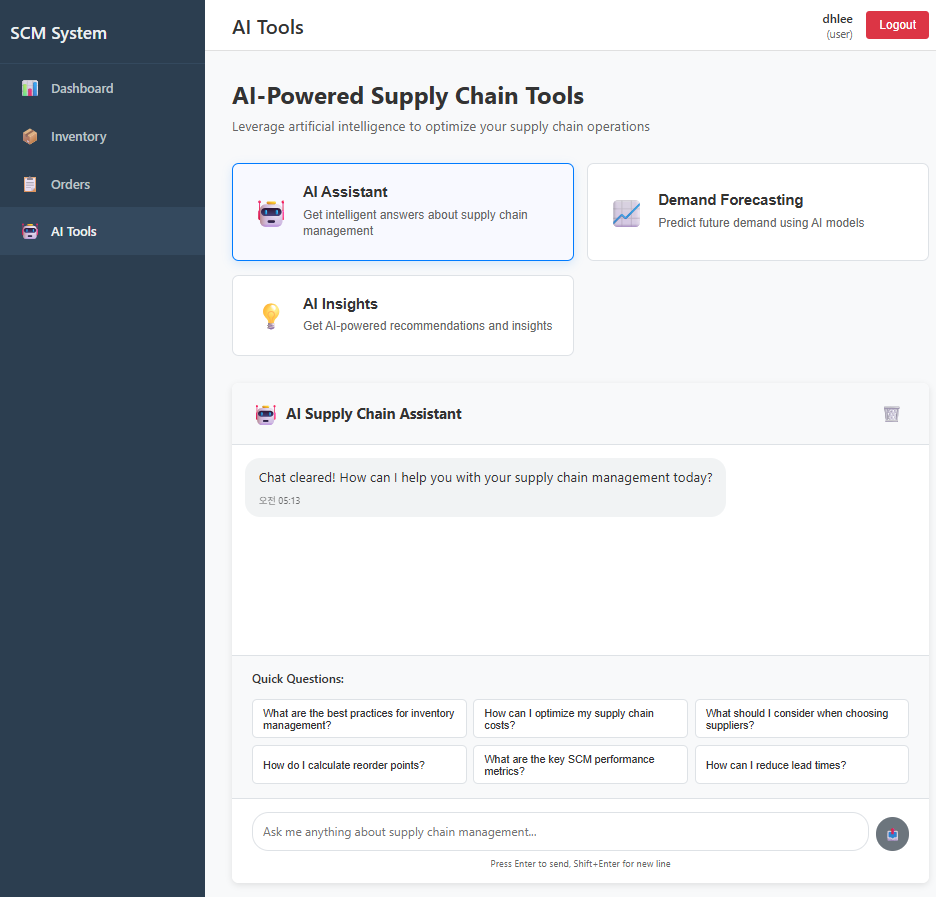 SCM System
Dashboard
Inventory
Orders
AI Tools
AI Tools
dhlee
(user)
Logout
AI-Powered Supply Chain Tools
Leverage artificial intelligence to optimize your supply chain operations
AI Assistant
Get intelligent answers about supply chain
management
Demand Forecasting
Predict future demand using AI models
AI Insights
Get AI-powered recommendations and insights
AI Supply Chain Assistant
Chat cleared! How can I help you with your supply chain management today?
오전 05:13
Quick Questions:
What are the best practices for inventory
management?
How can I optimize my supply chain
costs?
What should I consider when choosing
suppliers?
How do I calculate reorder points?
What are the key SCM performance
metrics?
How can I reduce lead times?
Ask me anything about supply chain management...
Press Enter to send, Shift+Enter for new line